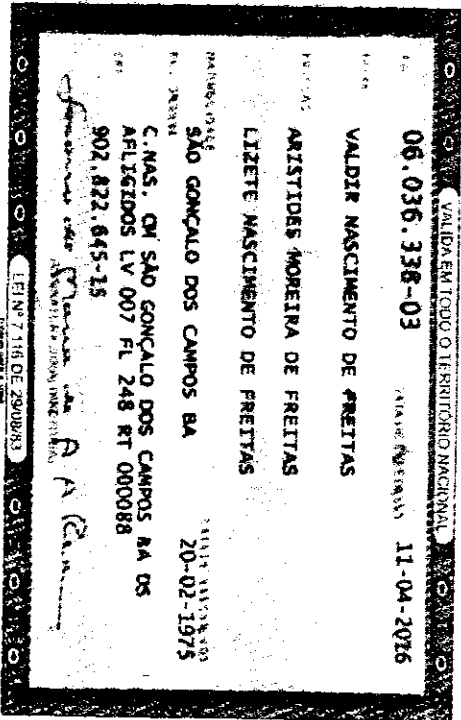 VÁLIDA EM TODO O TERRITÓRIO NACIONAL
06.036.338-03 11-04-2016
VALDIR NASCIMENTO DE FREITAS
ARISTIDES MOREIRA DE FREITAS
LIZETE NASCIMENTO DE FREITAS
NATURALIDADE
SÃO GONÇALO DOS CAMPOS BA 20-02-1975
C.NAS. CM SÃO GONÇALO DOS CAMPOS BA DS
AFLIGIDOS LV 007 FL 248 RT 000088
CPF
902.822.645-15
LEI Nº 7.116 DE 29/08/83